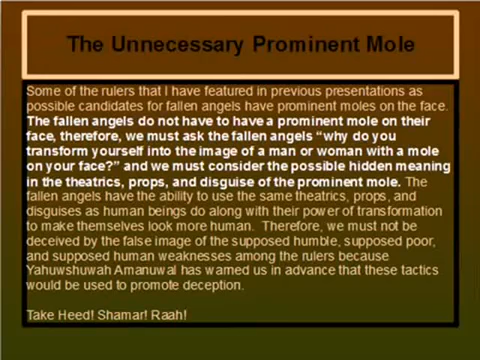 The Unnecessary Prominent Mole
Some of the rulers that I have featured in previous presentations as
possible candidates for fallen angels have prominent moles on the face.
The fallen angels do not have to have a prominent mole on their
face, therefore, we must ask the fallen angels “why do you
transform yourself into the image of a man or woman with a mole
on your face?” and we must consider the possible hidden meaning
in the theatrics, props, and disguise of the prominent mole. The
fallen angels have the ability to use the same theatrics, props, and
disguises as human beings do along with their power of transformation
to make themselves look more human. Therefore, we must not be
deceived by the false image of the supposed humble, supposed poor,
and supposed human weaknesses among the rulers because
Yahuwshuwah Amanuwal has warned us in advance that these tactics
would be used to promote deception.
Take Heed! Shamar! Raah!